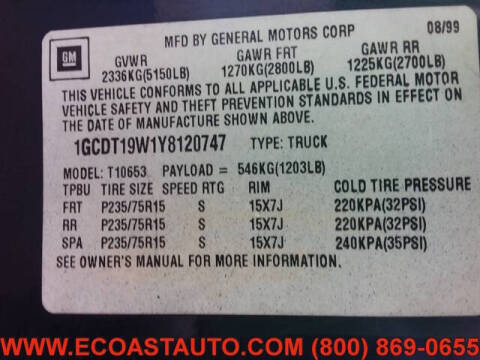 MFD BY GENERAL MOTORS CORP 08/99
GM
GVWR GAWR FRT GAWR RR
2336KG(5150LB) 1270KG(2800LB) 1225KG(2700LB)
THIS VEHICLE CONFORMS TO ALL APPLICABLE U.S. FEDERAL MOTOR
VEHICLE SAFETY AND THEFT PREVENTION STANDARDS IN EFFECT ON
THE DATE OF MANUFACTURE SHOWN ABOVE.
1GCDT19W1Y8120747 TYPE: TRUCK
MODEL: T10653 PAYLOAD = 546KG(1203LB)
TPBU TIRE SIZE SPEED RTG RIM COLD TIRE PRESSURE
FRT P235/75R15 S 15X7J 220KPA(32PSI)
RR P235/75R15 S 15X7J 220KPA(32PSI)
SPA P235/75R15 S 15X7J 240KPA(35PSI)
SEE OWNER'S MANUAL FOR MORE INFORMATION.
WWW.ECOASTAUTO.COM (800) 869-0655